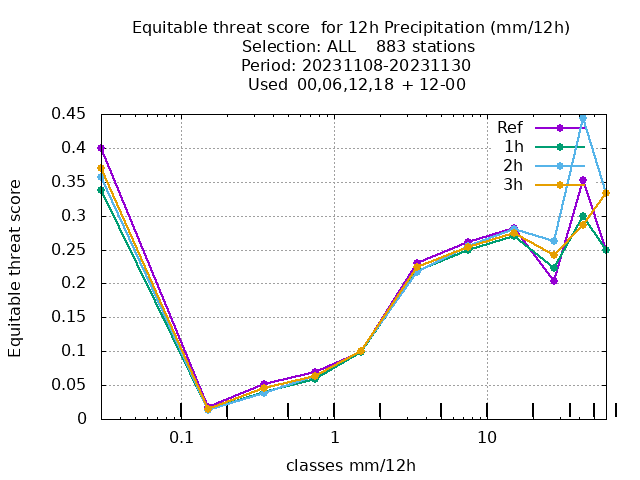 Equitable threat score  for 12h Precipitation (mm/12h)
Selection: ALL    883 stations
Period: 20231108-20231130
Used  00,06,12,18  + 12-00
Equitable threat score
0.45
0.4
0.35
0.3
0.25
0.2
0.15
0.1
0.05
0
Ref
1h
2h
3h
0.1
1
10
classes mm/12h